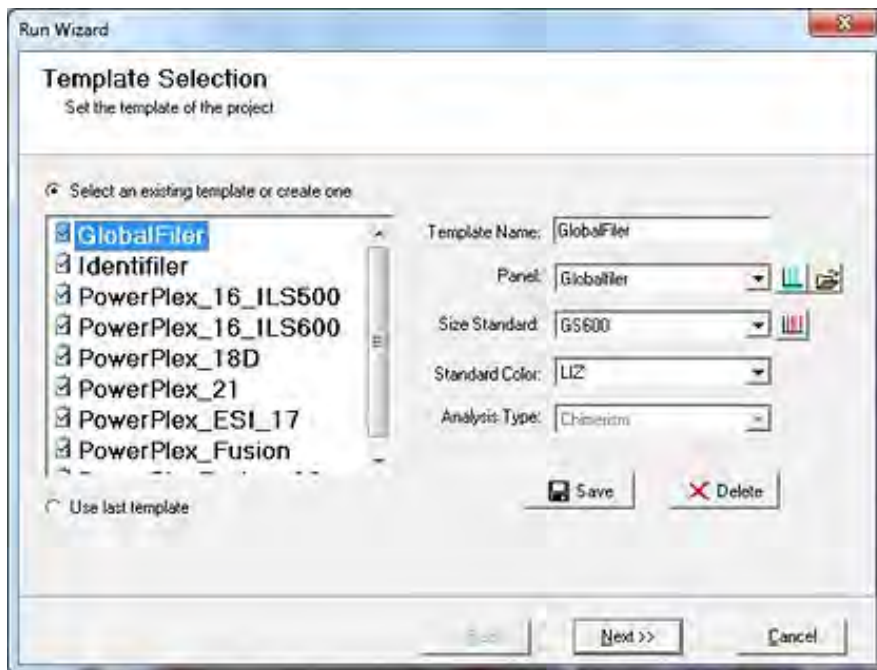 Run Wizard
Template Selection
Set the template of the project
Select an existing template or create one
GlobalFiler
Identifiler
PowerPlex_16_ILS500
PowerPlex_16_ILS600
PowerPlex_18D
PowerPlex_21
PowerPlex_ESI_17
PowerPlex_Fusion
Use last template
Template Name: GlobalFiler
Panel: Globalfiler
Size Standard: GS600
Standard Color: LIZ
Analysis Type: Chimerism
Save Delete
Next >> Cancel